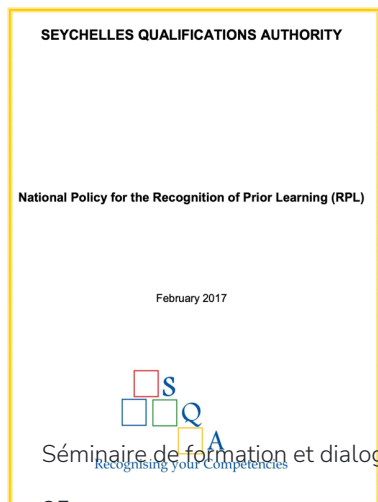 SEYCHELLES QUALIFICATIONS AUTHORITY
National Policy for the Recognition of Prior Learning (RPL)
February 2017
S
Q
A
Recognising your Competencies
Séminaire de formation et dialog